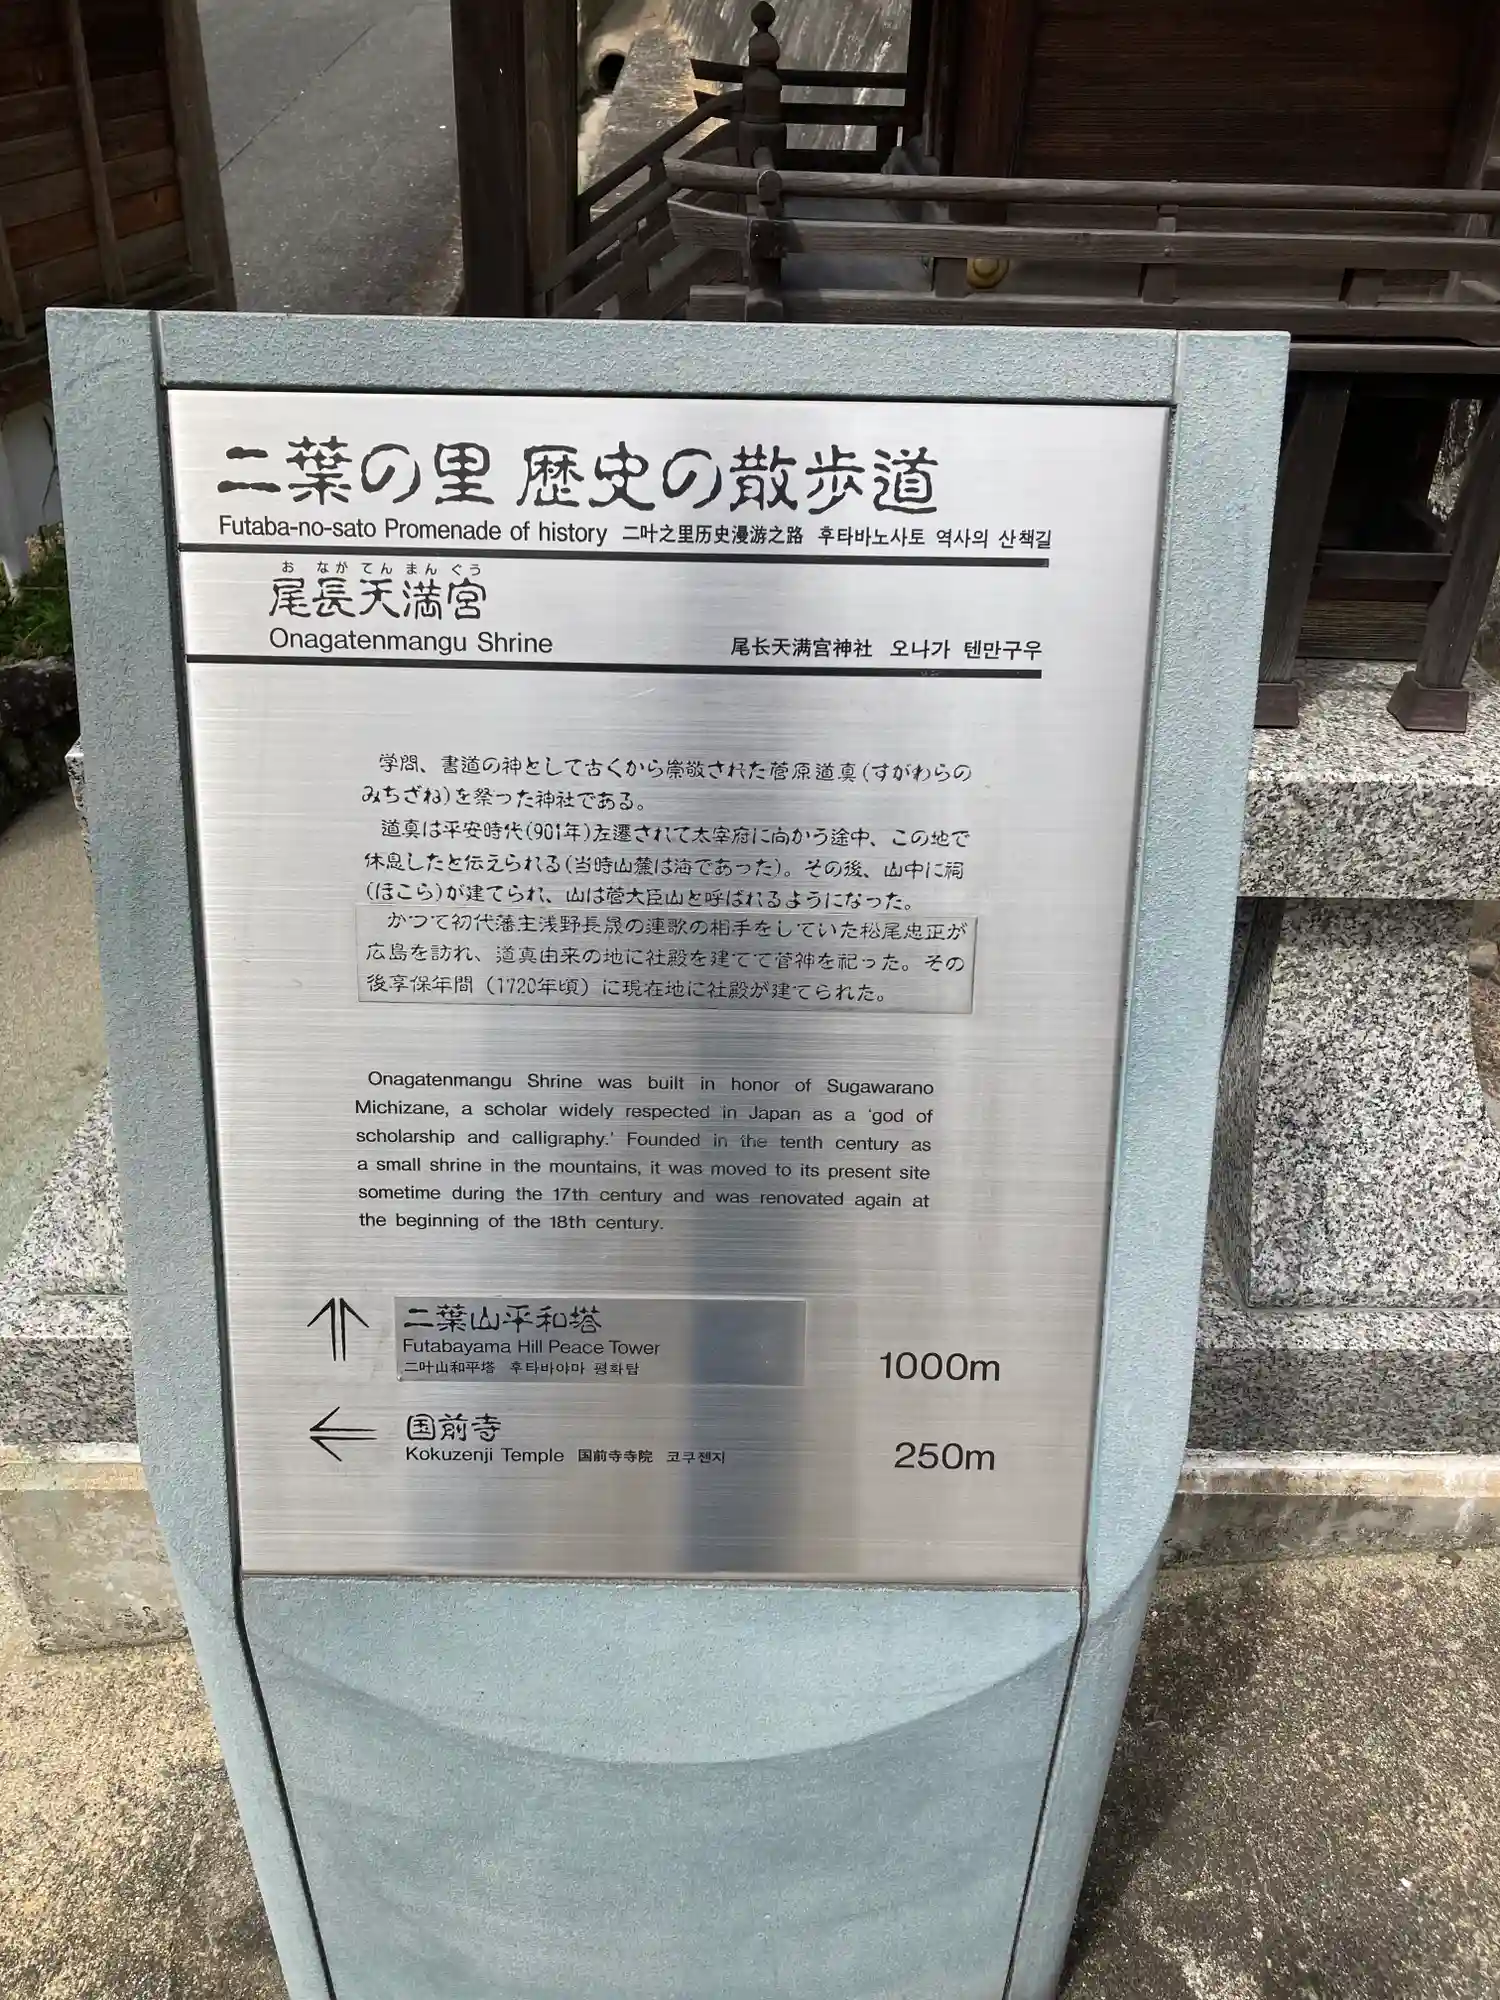 二葉の里 歴史の散歩道
Futaba-no-sato Promenade of history 二叶之里历史漫游之路 후타바노사토 역사의 산책길
お なが てん まん ぐう
尾長天満宮
Onagatenmangu Shrine 尾长天满宫神社 오나가 텐만구우
学問、書道の神として古くから崇敬された菅原道真(すがわらの
みちざね)を祭った神社である。
道真は平安時代(901年)左遷されて太宰府に向かう途中、この地で
休息したと伝えられる(当時山麓は海であった)。その後、山中に祠
(ほこら)が建てられ、山は菅大臣山と呼ばれるようになった。
かつて初代藩主浅野長晟の連歌の相手をしていた松尾忠正が
広島を訪れ、道真由来の地に社殿を建てて菅神を祀った。その
後享保年間（1720年頃）に現在地に社殿が建てられた。
Onagatenmangu Shrine was built in honor of Sugawarano
Michizane, a scholar widely respected in Japan as a 'god of
scholarship and calligraphy.' Founded in the tenth century as
a small shrine in the mountains, it was moved to its present site
sometime during the 17th century and was renovated again at
the beginning of the 18th century.
二葉山平和塔
Futabayama Hill Peace Tower
二叶山和平塔 후타바야마 평화탑
1000m
国前寺
Kokuzenji Temple 国前寺寺院 코쿠젠지
250m